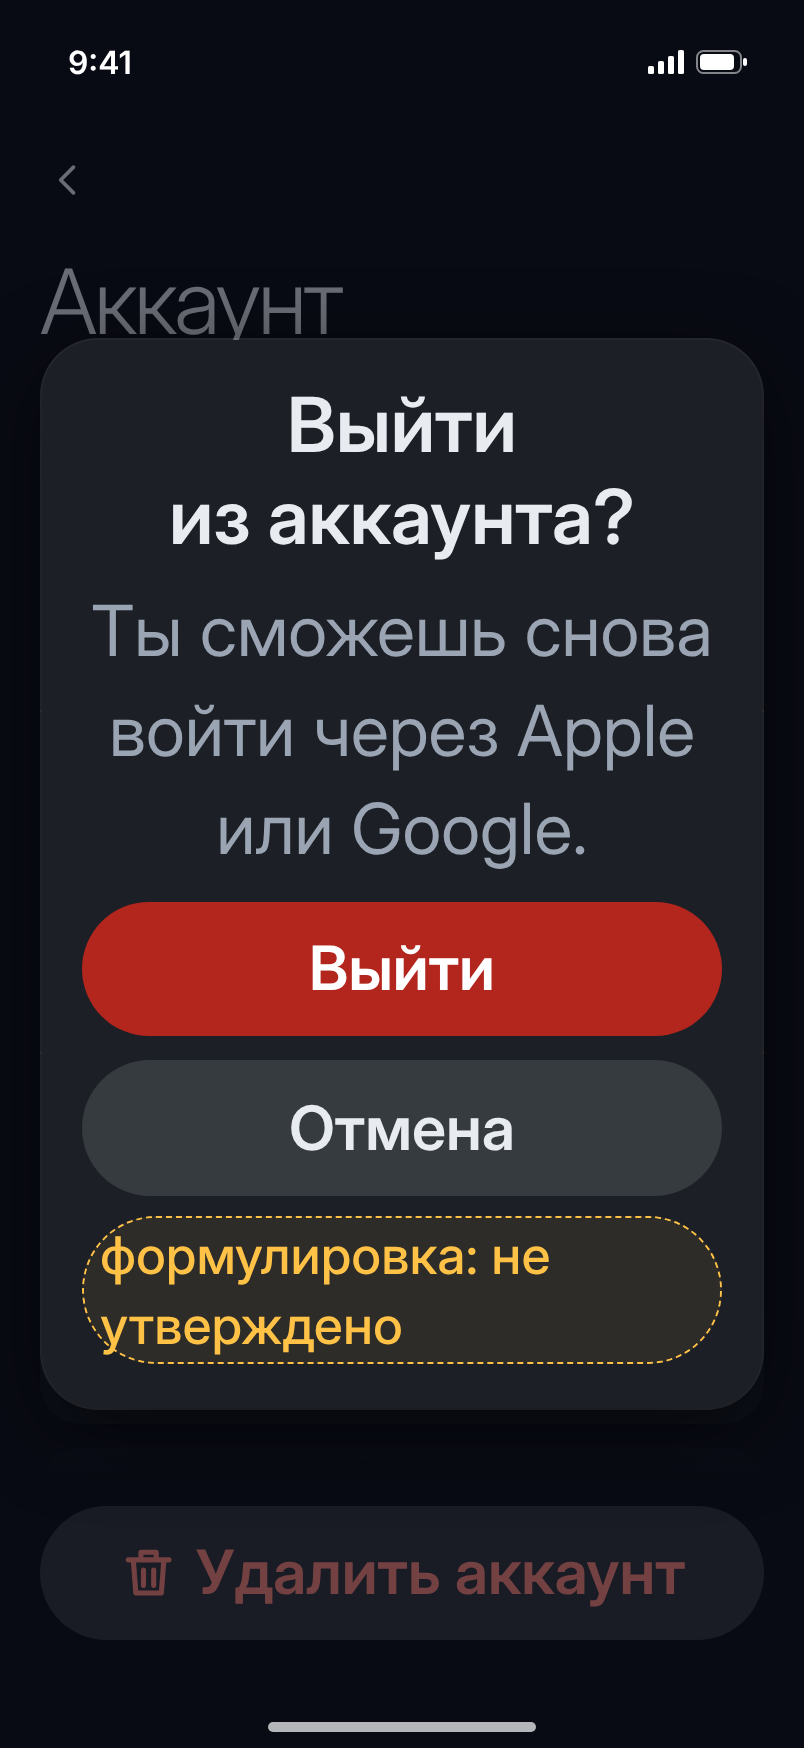 9:41
Аккаунт
Выйти
из аккаунта?
Ты сможешь снова
войти через Apple
или Google.
Выйти
Отмена
формулировка: не
утверждено
Удалить аккаунт